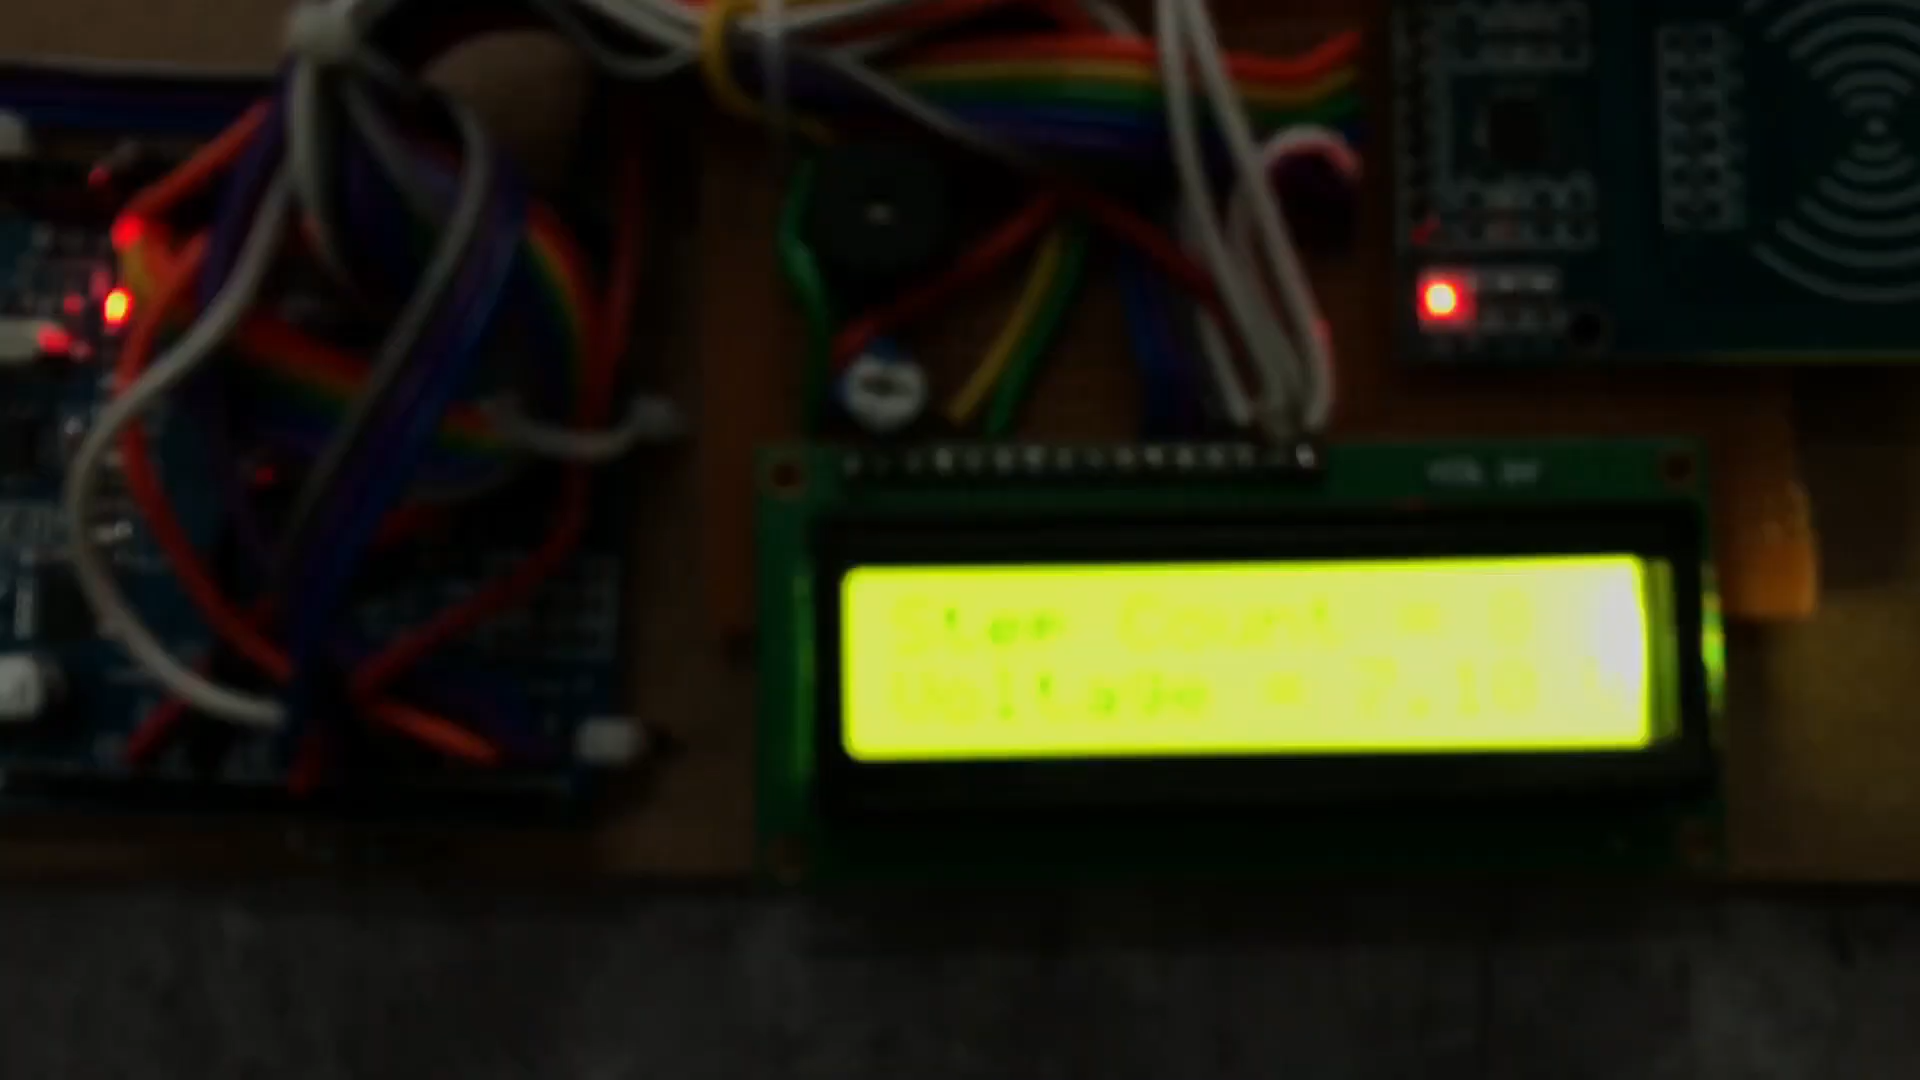 Step Count = 0
Voltage = 7.10